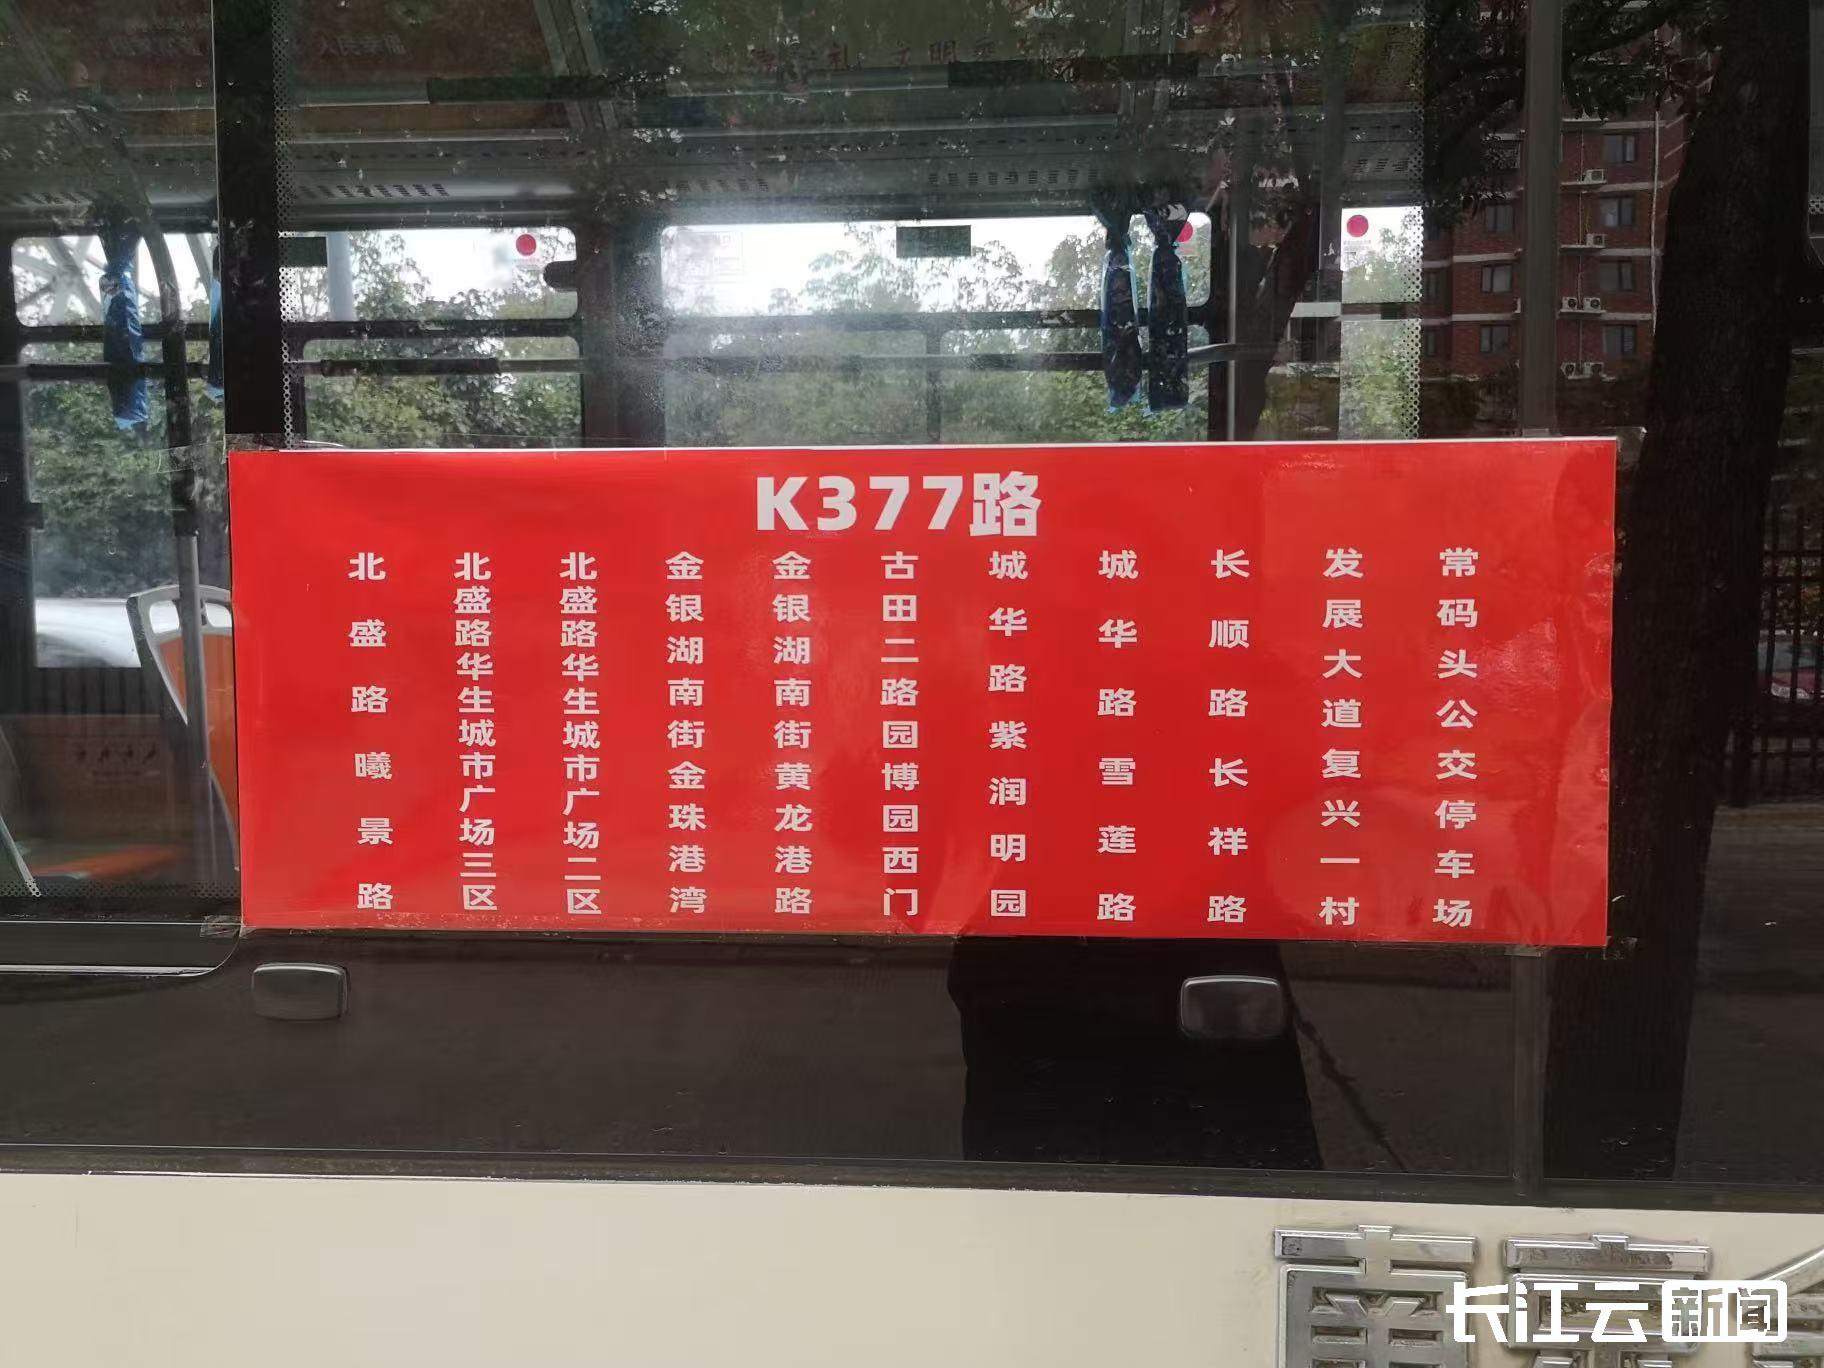 K377路
北盛路曦景路
北盛路华生城市广场三区
北盛路华生城市广场二区
金银湖南街金珠港湾
金银湖南街黄龙港路
古田二路园博园西门
城华路紫润明园
城华路雪莲路
长顺路长祥路
发展大道复兴一村
常码头公交停车场
长江云新闻